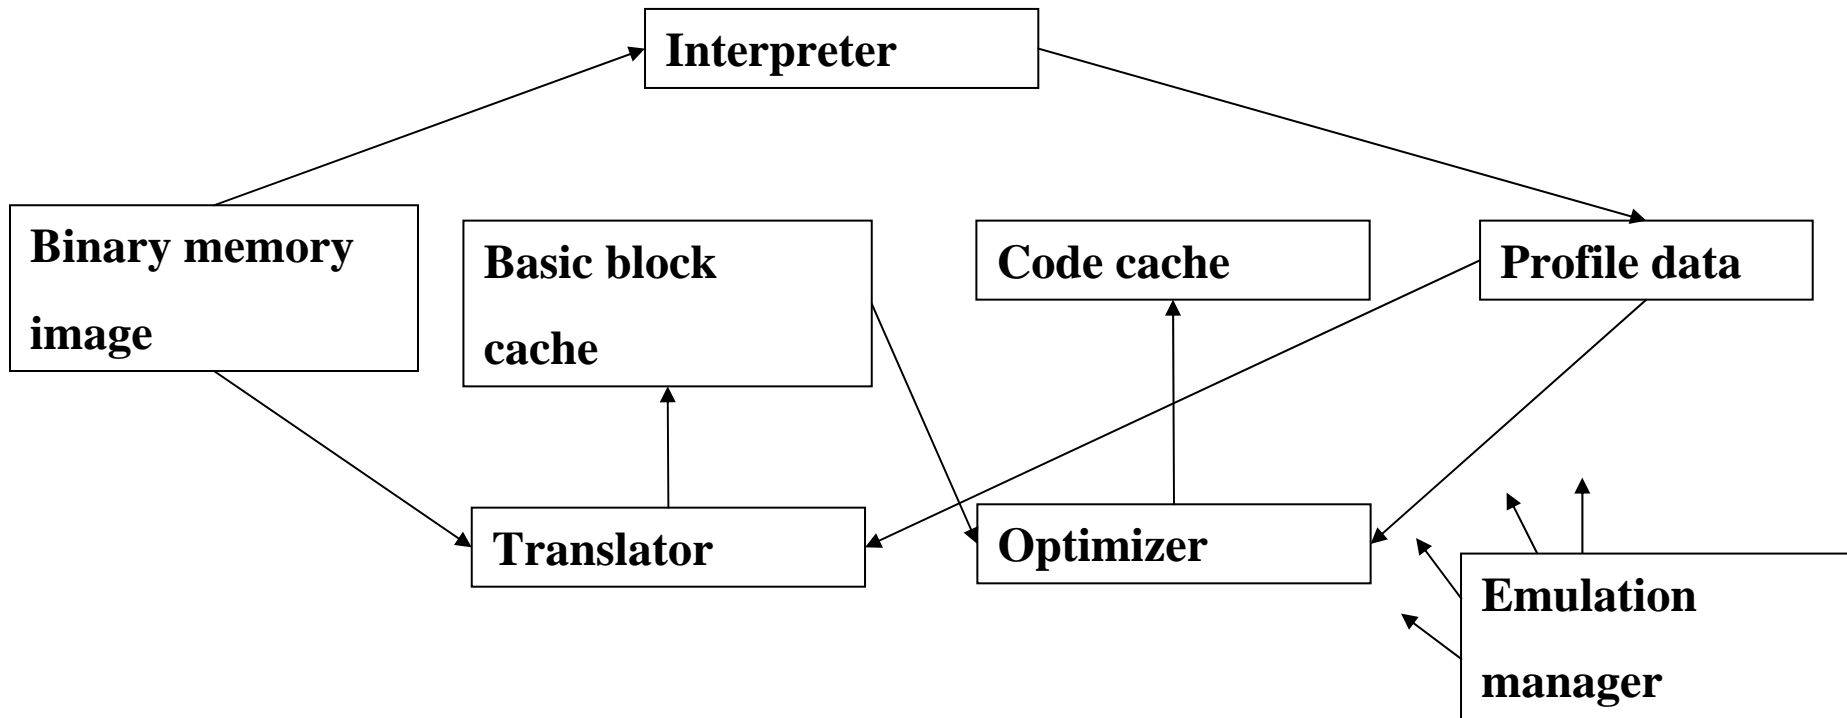 Interpreter
Binary memory
image
Basic block
cache
Code cache
Profile data
Translator
Optimizer
Emulation
manager